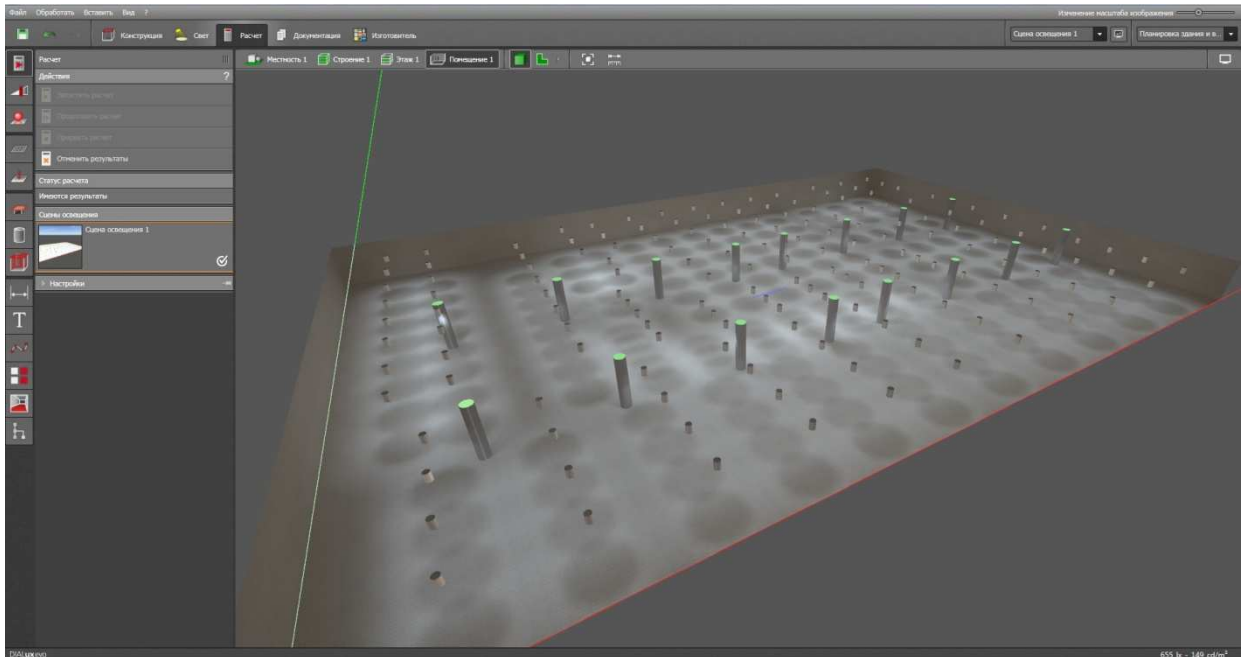 Файл Обработать Вставить Вид ?
Изменение масштаба изображения
Конструкция Свет Расчет Документация Изготовитель
Сцена освещения 1 Планировка здания и в...
Расчет
Местность 1 Строение 1 Этаж 1 Помещение 1
Действия ?
Отменить результаты
Статус расчета
Имеются результаты
Сцены освещения
Сцена освещения 1
Настройки
T
DIALux evo
655 lx - 149 cd/m²